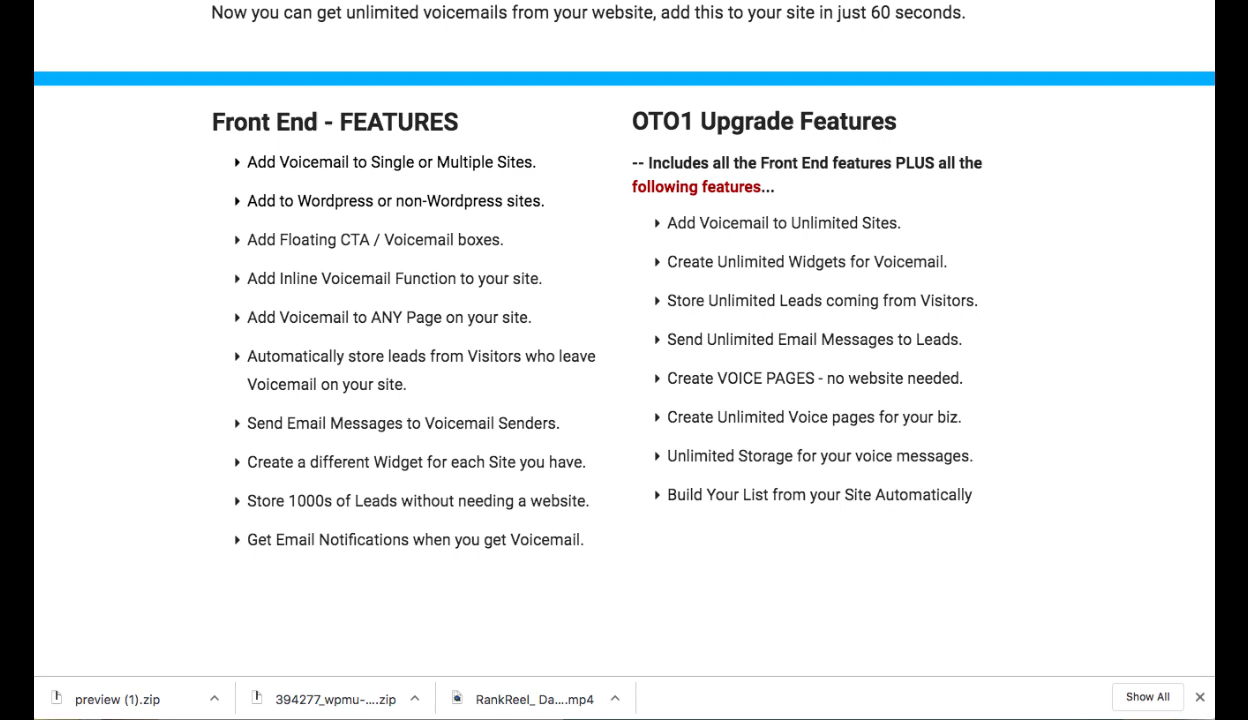 Now you can get unlimited voicemails from your website, add this to your site in just 60 seconds.
Front End - FEATURES
Add Voicemail to Single or Multiple Sites.
Add to Wordpress or non-Wordpress sites.
Add Floating CTA / Voicemail boxes.
Add Inline Voicemail Function to your site.
Add Voicemail to ANY Page on your site.
Automatically store leads from Visitors who leave
Voicemail on your site.
Send Email Messages to Voicemail Senders.
Create a different Widget for each Site you have.
Store 1000s of Leads without needing a website.
Get Email Notifications when you get Voicemail.
OTO1 Upgrade Features
-- Includes all the Front End features PLUS all the
following features...
Add Voicemail to Unlimited Sites.
Create Unlimited Widgets for Voicemail.
Store Unlimited Leads coming from Visitors.
Send Unlimited Email Messages to Leads.
Create VOICE PAGES - no website needed.
Create Unlimited Voice pages for your biz.
Unlimited Storage for your voice messages.
Build Your List from your Site Automatically
preview (1).zip
394277_wpmu-....zip
RankReel_ Da....mp4
Show All